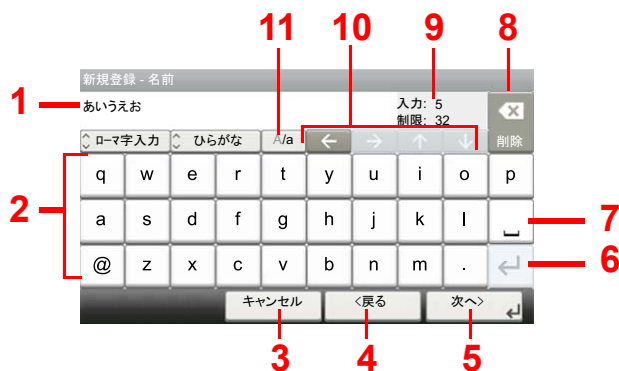 11 10 9 8
新規登録 - 名前
1 あいうえお 入力: 5
制限: 32
ローマ字入力 ひらがな A/a ← → ↑ ↓ 削除
2 q w e r t y u i o p
a s d f g h j k l 7
@ z x c v b n m . 6
キャンセル <戻る 次へ>
3 4 5